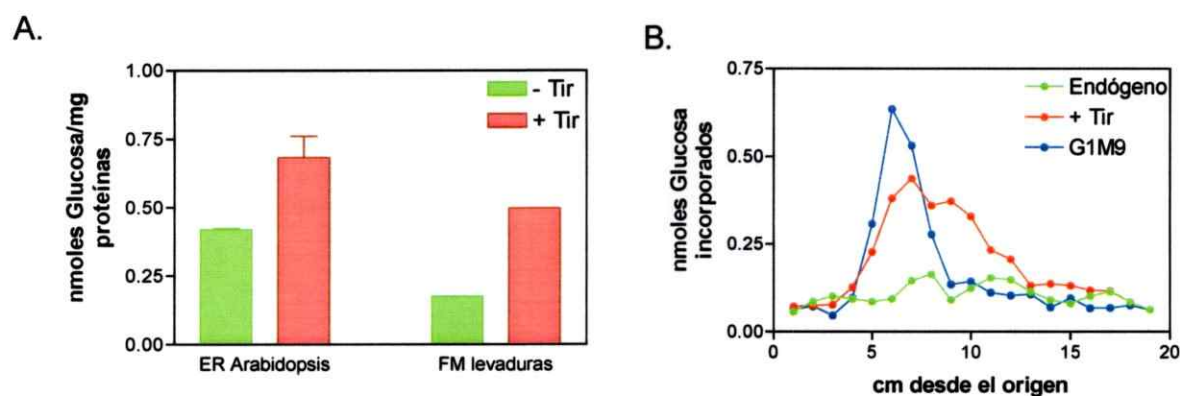 A.
nmoles Glucosa/mg
proteínas
1.00
0.75
0.50
0.25
0.00
- Tir
+ Tir
ER Arabidopsis
FM levaduras
B.
nmoles Glucosa
incorporados
0.75
0.50
0.25
0.00
Endógeno
+ Tir
G1M9
0
5
10
15
20
cm desde el origen